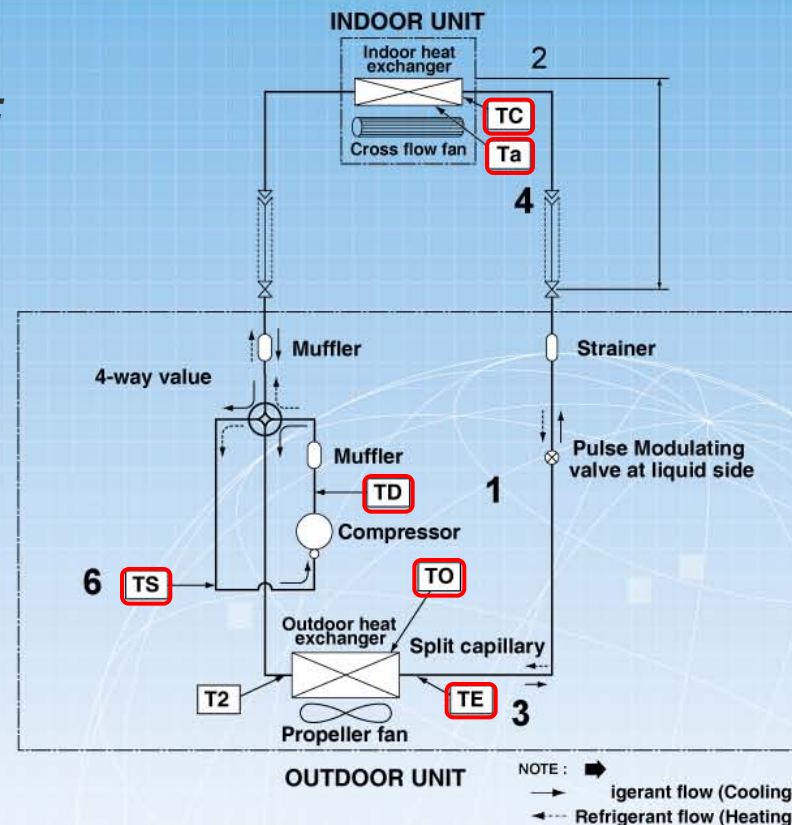 INDOOR UNIT
Indoor heat
exchanger
2
TC
Ta
Cross flow fan
4
Muffler
Strainer
4-way value
Muffler
Pulse Modulating
valve at liquid side
TD
1
Compressor
6
TS
TO
Outdoor heat
exchanger
Split capillary
T2
TE
3
Propeller fan
OUTDOOR UNIT
NOTE :
igerant flow (Cooling
Refrigerant flow (Heating